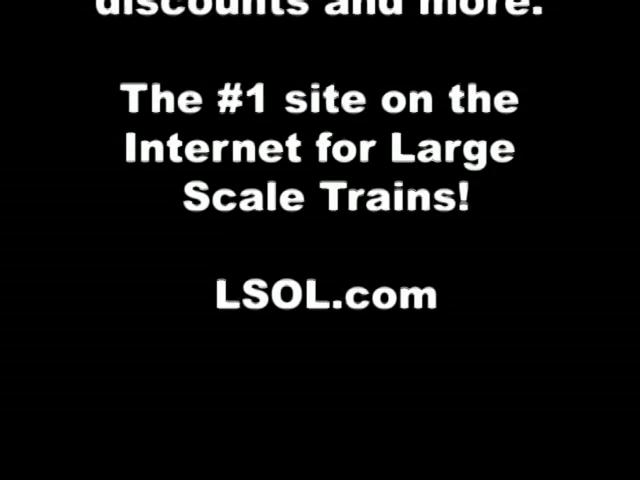 discounts and more.
The #1 site on the
Internet for Large
Scale Trains!
LSOL.com